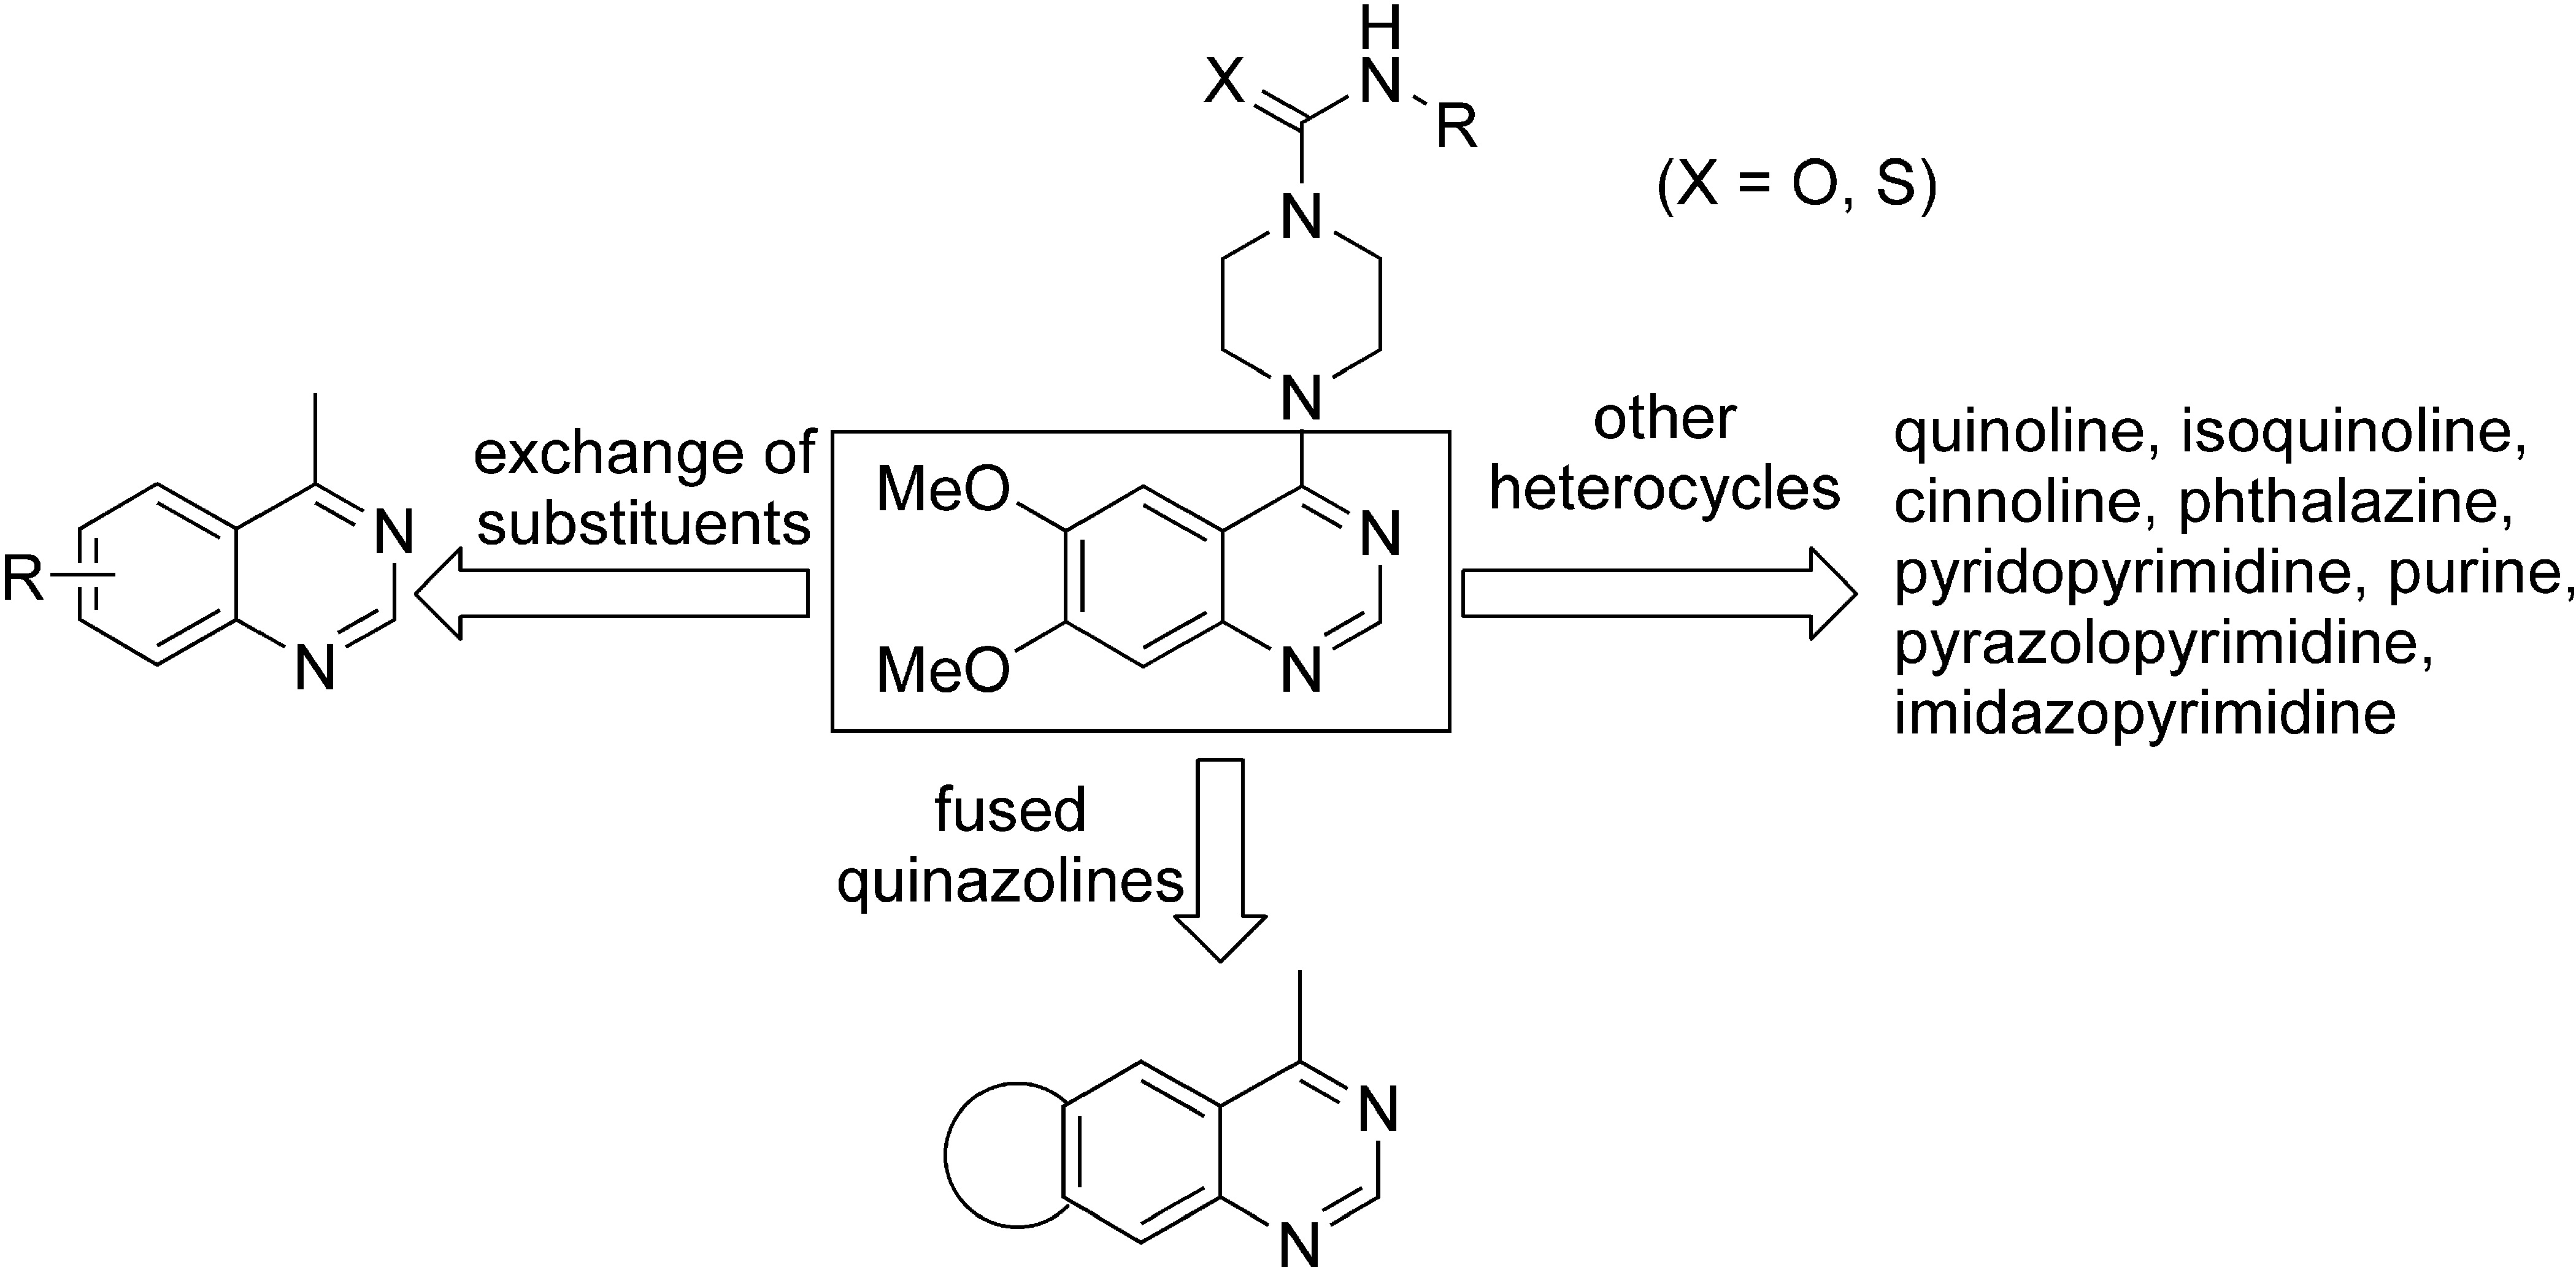 H
X
N
R
(X = O, S)
N
N
exchange of
substituents
MeO
N
MeO
N
other
heterocycles
quinoline, isoquinoline,
cinnoline, phthalazine,
pyridopyrimidine, purine,
pyrazolopyrimidine,
imidazopyrimidine
R
N
N
fused
quinazolines
N
N